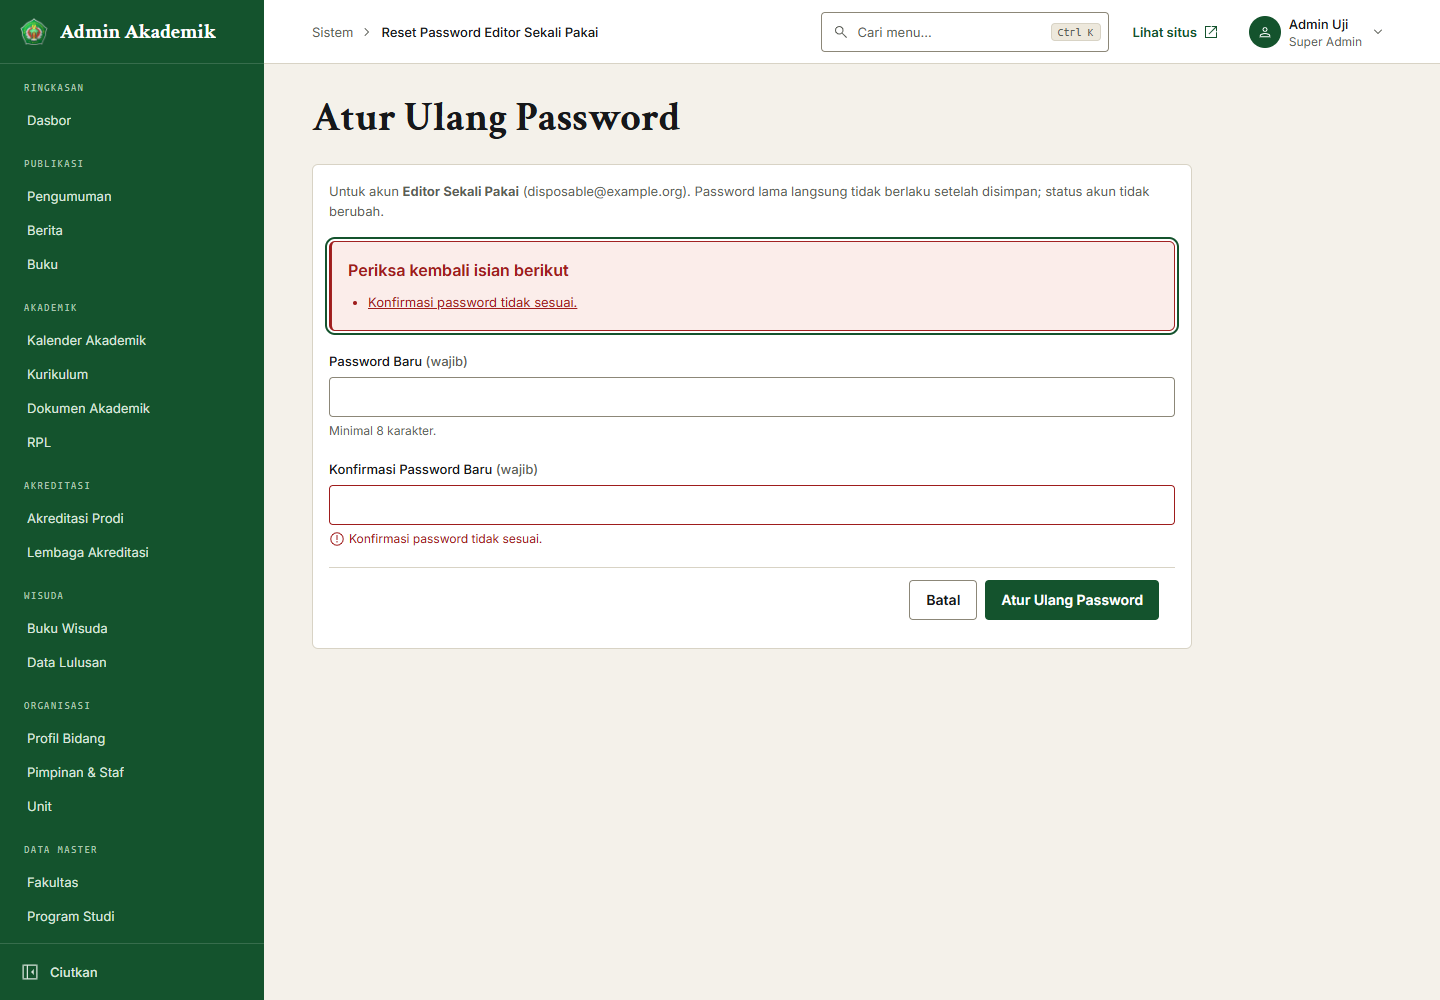 Admin Akademik
RINGKASAN
Dasbor
PUBLIKASI
Pengumuman
Berita
Buku
AKADEMIK
Kalender Akademik
Kurikulum
Dokumen Akademik
RPL
AKREDITASI
Akreditasi Prodi
Lembaga Akreditasi
WISUDA
Buku Wisuda
Data Lulusan
ORGANISASI
Profil Bidang
Pimpinan & Staf
Unit
DATA MASTER
Fakultas
Program Studi
Ciutkan
Sistem > Reset Password Editor Sekali Pakai
Cari menu... Ctrl K
Lihat situs
Admin Uji
Super Admin
Atur Ulang Password
Untuk akun Editor Sekali Pakai (disposable@example.org). Password lama langsung tidak berlaku setelah disimpan; status akun tidak
berubah.
Periksa kembali isian berikut
• Konfirmasi password tidak sesuai.
Password Baru (wajib)
Minimal 8 karakter.
Konfirmasi Password Baru (wajib)
Konfirmasi password tidak sesuai.
Batal
Atur Ulang Password